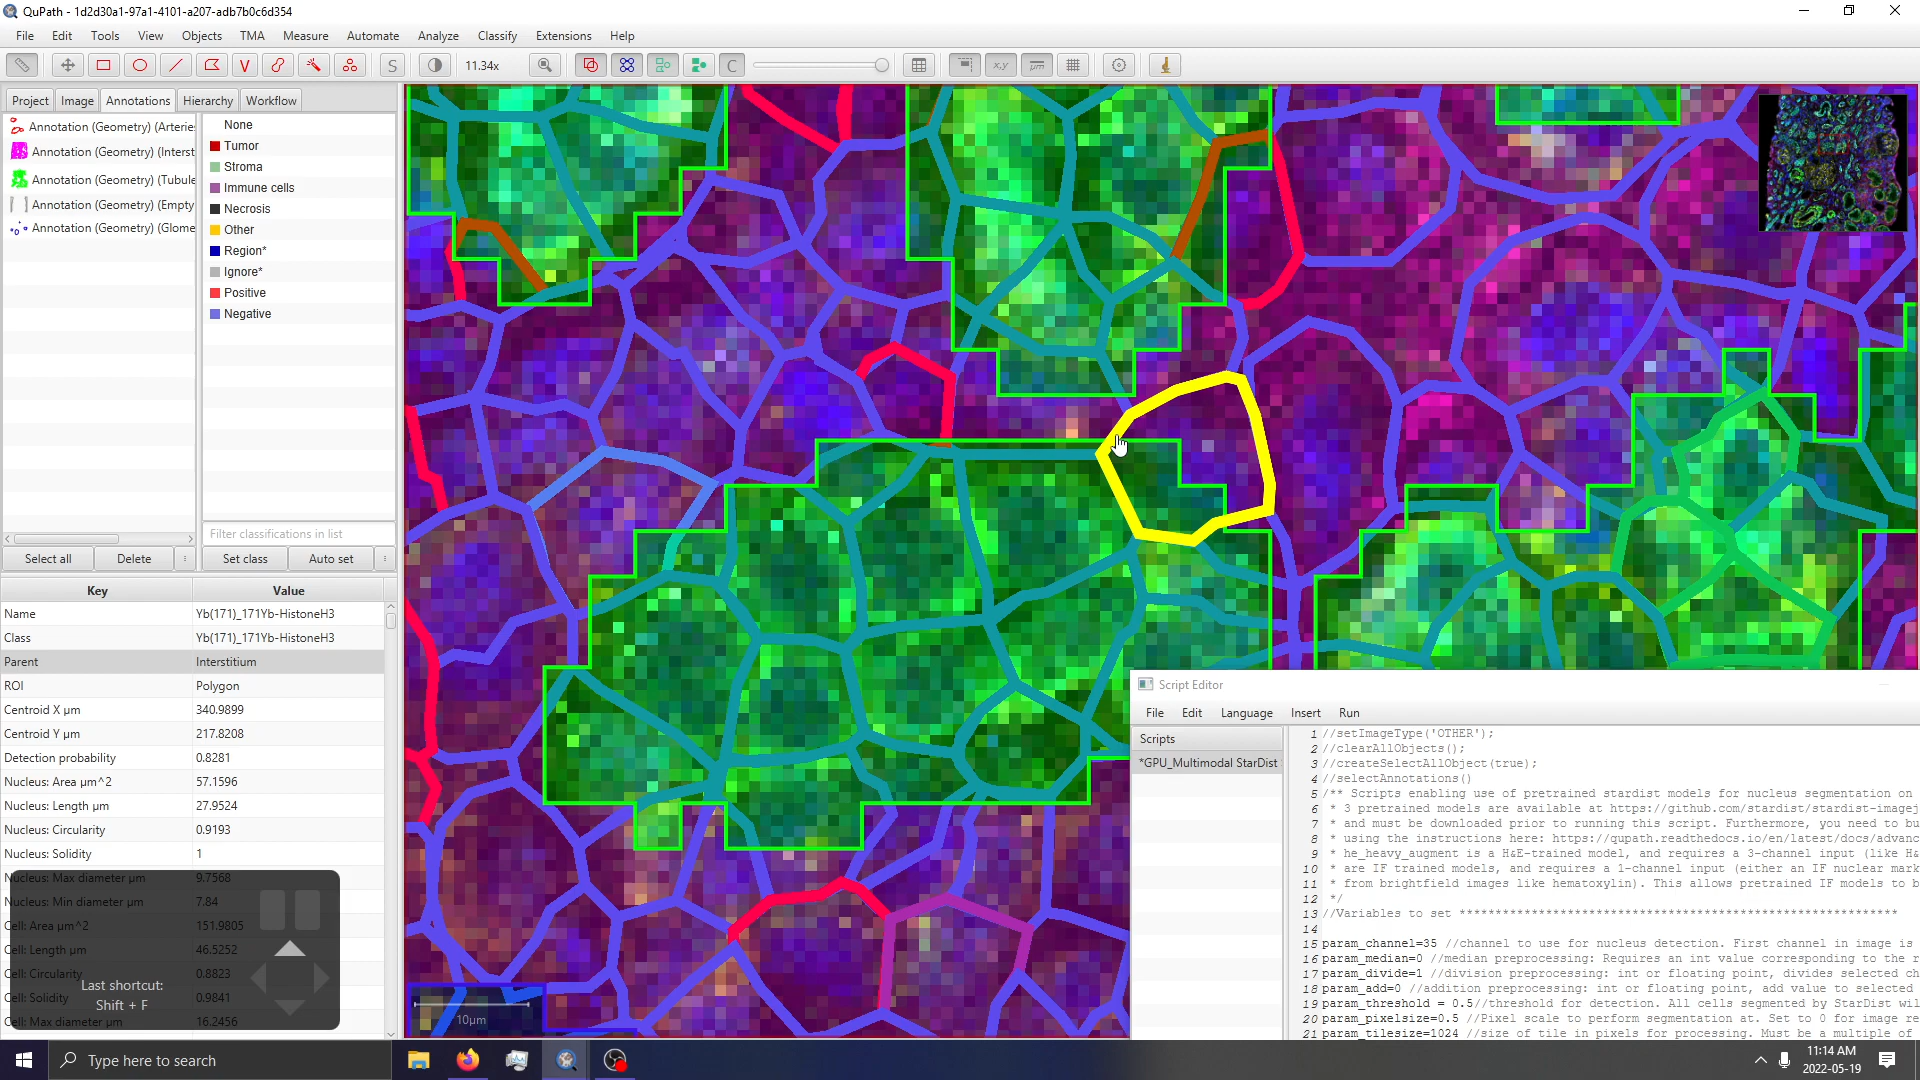 QuPath - 1d2d30a1-97a1-4101-a207-adb7b0c6d354
File Edit Tools View Objects TMA Measure Automate Analyze Classify Extensions Help
V S 11.34x C x,y µm
Project Image Annotations Hierarchy Workflow
Annotation (Geometry) (Arterie
Annotation (Geometry) (Interst
Annotation (Geometry) (Tubule
Annotation (Geometry) (Empty
Annotation (Geometry) (Glome
None
Tumor
Stroma
Immune cells
Necrosis
Other
Region*
Ignore*
Positive
Negative
Filter classifications in list
Select all Delete Set class Auto set
Key Value
Name Yb(171)_171Yb-HistoneH3
Class Yb(171)_171Yb-HistoneH3
Parent Interstitium
ROI Polygon
Centroid X µm 340.9899
Centroid Y µm 217.8208
Detection probability 0.8281
Nucleus: Area µm^2 57.1596
Nucleus: Length µm 27.9524
Nucleus: Circularity 0.9193
Nucleus: Solidity 1
Nucleus: Max diameter µm 9.7568
Nucleus: Min diameter µm 7.84
Cell: Area µm^2 151.9805
Cell: Length µm 46.5252
Cell: Circularity 0.8823
Cell: Solidity 0.9841
Cell: Max diameter µm 16.2456
Last shortcut:
Shift + F
10µm
Script Editor
File Edit Language Insert Run
Scripts
*GPU_Multimodal StarDist
1 //setImageType('OTHER');
2 //clearAllObjects();
3 //createSelectAllObject(true);
4 //selectAnnotations()
5 /** Scripts enabling use of pretrained stardist models for nucleus segmentation on
6 * 3 pretrained models are available at https://github.com/stardist/stardist-imagej
7 * and must be downloaded prior to running this script. Furthermore, you need to bu
8 * using the instructions here: https://qupath.readthedocs.io/en/latest/docs/advanc
9 * he_heavy_augment is a H&E-trained model, and requires a 3-channel input (like H&
10 * are IF trained models, and requires a 1-channel input (either an IF nuclear mark
11 * from brightfield images like hematoxylin). This allows pretrained IF models to b
12 */
13 //Variables to set *************************************************************
14
15 param_channel=35 //channel to use for nucleus detection. First channel in image is
16 param_median=0 //median preprocessing: Requires an int value corresponding to the r
17 param_divide=1 //division preprocessing: int or floating point, divides selected ch
18 param_add=0 //addition preprocessing: int or floating point, add value to selected
19 param_threshold = 0.5//threshold for detection. All cells segmented by StarDist wil
20 param_pixelsize=0.5 //Pixel scale to perform segmentation at. Set to 0 for image re
21 param_tilesize=1024 //size of tile in pixels for processing. Must be a multiple of
Type here to search
11:14 AM
2022-05-19